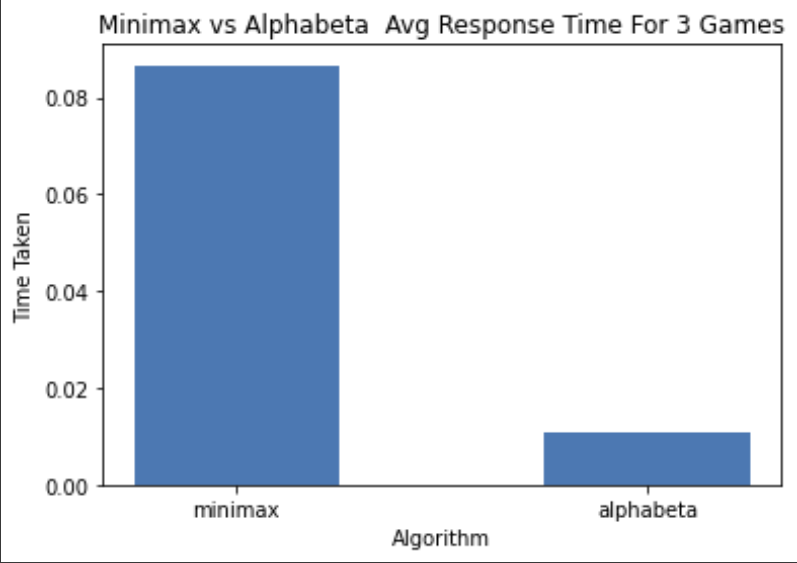 Minimax vs Alphabeta  Avg Response Time For 3 Games
0.08
0.06
0.04
0.02
0.00
Time Taken
minimax
alphabeta
Algorithm